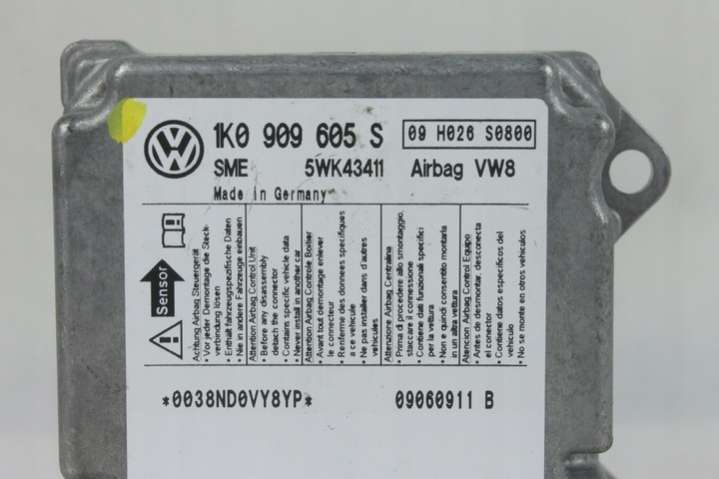 1K0 909 605 S
09 H026 S0800
SME 5WK43411 Airbag VW8
Made in Germany
Sensor
Achtung Airbag Steuergerät
• Vor jeder Demontage die Steck-
verbindung lösen
• Enthält fahrzeugspezifische Daten
• Nie in andere Fahrzeuge einbauen
Attention Airbag Control Unit
• Before any disassembly
detach the connector
• Contains specific vehicle data
• Never install in another car
Attention Airbag Controle Boitier
• Avant tout demontage enlever
le connecteur
• Renferme des donnees specifiques
a ce vehicule
• Ne pas installer dans d'autres
vehicules
Attenzione Airbag Centralina
• Prima di procedere allo smontaggio,
staccare il connessione
• Contiene dati funzionali specifici
per la vettura
• Non e quindi consentito montarla
in un altra vettura
Atencion Airbag Control Equipo
• Antes de desmontar, desconecta
el conector
• Contiene datos especificos del
vehiculo
• No se monte en otros vehiculos
*0038ND0VY8YP*
09060911 B